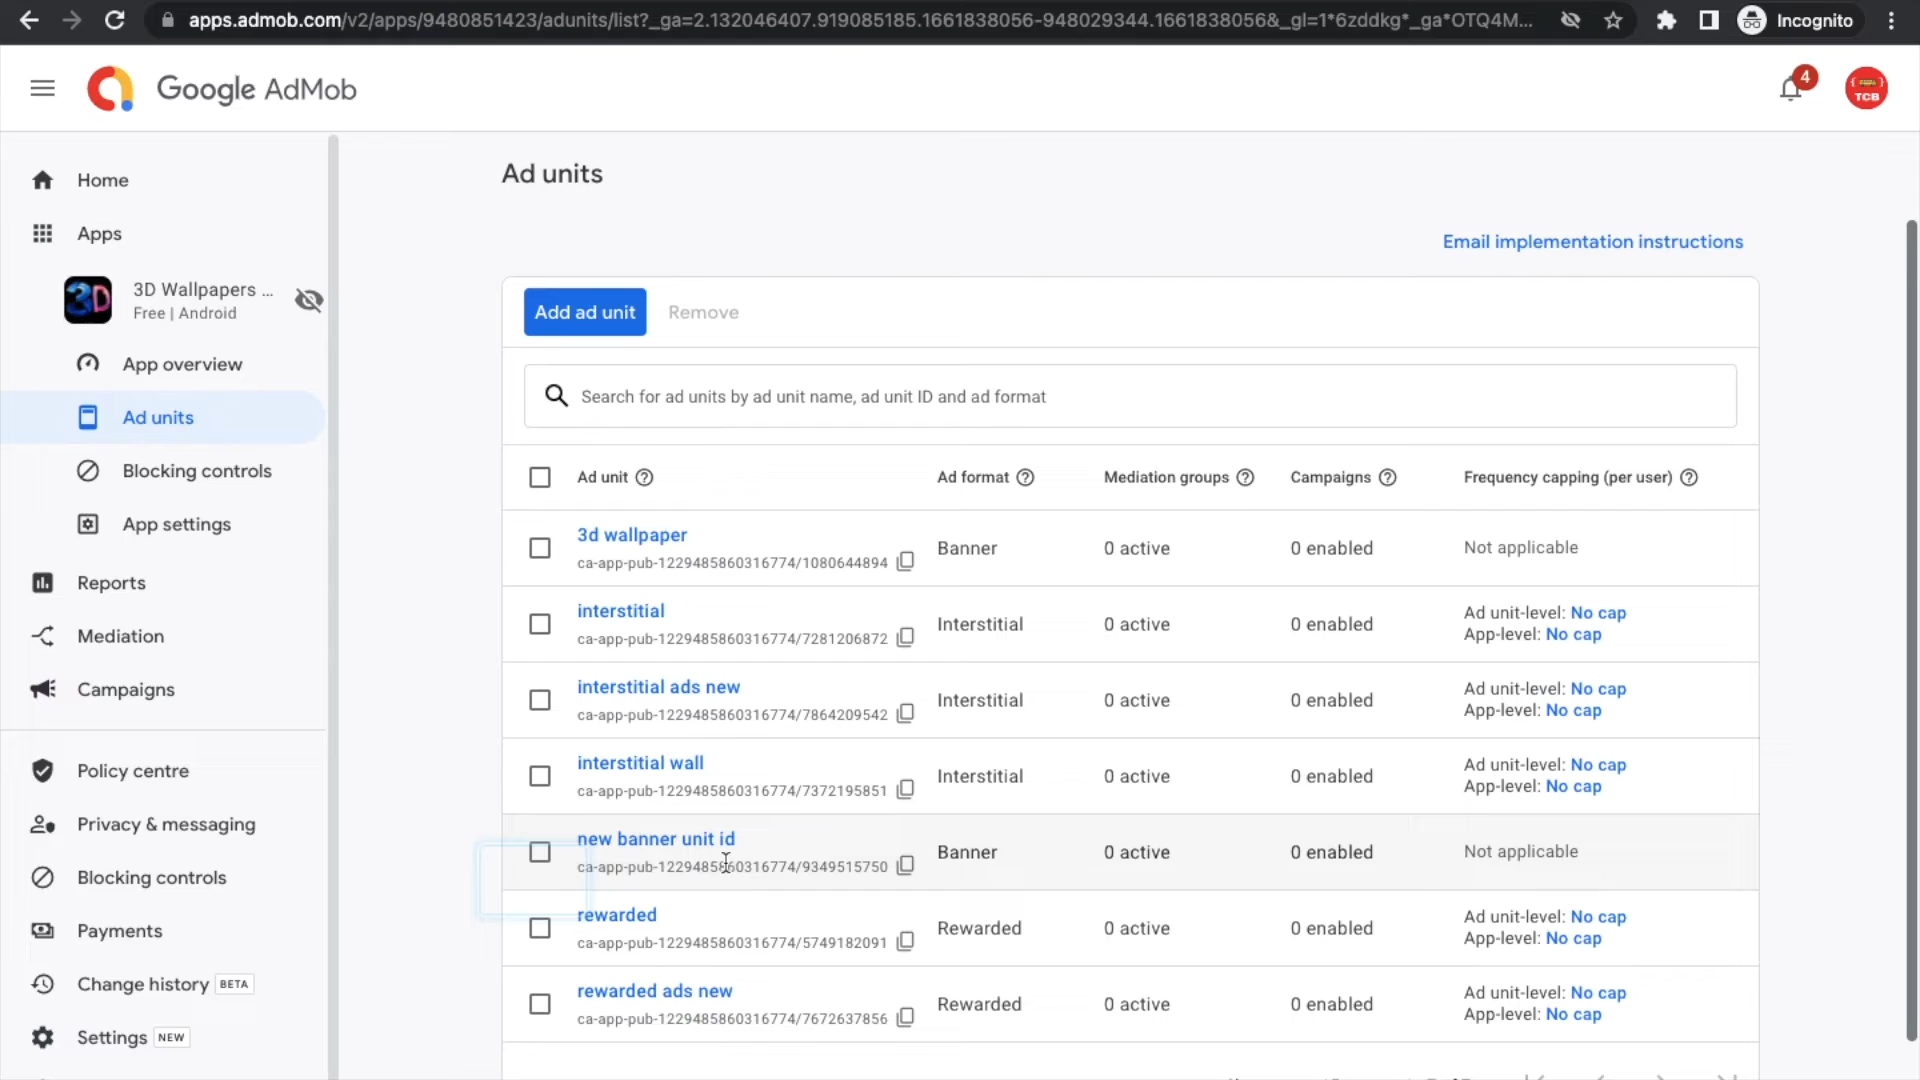 apps.admob.com/v2/apps/9480851423/adunits/list?_ga=2.132046407.919085185.1661838056-948029344.1661838056&_gl=1*6zddkg*_ga*OTQ4M...
Incognito
Google AdMob
4
TCB
Home
Apps
3D
3D Wallpapers ...
Free | Android
App overview
Ad units
Blocking controls
App settings
Reports
Mediation
Campaigns
Policy centre
Privacy & messaging
Blocking controls
Payments
Change history BETA
Settings NEW
Ad units
Email implementation instructions
Add ad unit Remove
Search for ad units by ad unit name, ad unit ID and ad format
Ad unit Ad format Mediation groups Campaigns Frequency capping (per user)
3d wallpaper
ca-app-pub-1229485860316774/1080644894
Banner 0 active 0 enabled Not applicable
interstitial
ca-app-pub-1229485860316774/7281206872
Interstitial 0 active 0 enabled
Ad unit-level: No cap
App-level: No cap
interstitial ads new
ca-app-pub-1229485860316774/7864209542
Interstitial 0 active 0 enabled
Ad unit-level: No cap
App-level: No cap
interstitial wall
ca-app-pub-1229485860316774/7372195851
Interstitial 0 active 0 enabled
Ad unit-level: No cap
App-level: No cap
new banner unit id
ca-app-pub-1229485860316774/9349515750
Banner 0 active 0 enabled Not applicable
rewarded
ca-app-pub-1229485860316774/5749182091
Rewarded 0 active 0 enabled
Ad unit-level: No cap
App-level: No cap
rewarded ads new
ca-app-pub-1229485860316774/7672637856
Rewarded 0 active 0 enabled
Ad unit-level: No cap
App-level: No cap